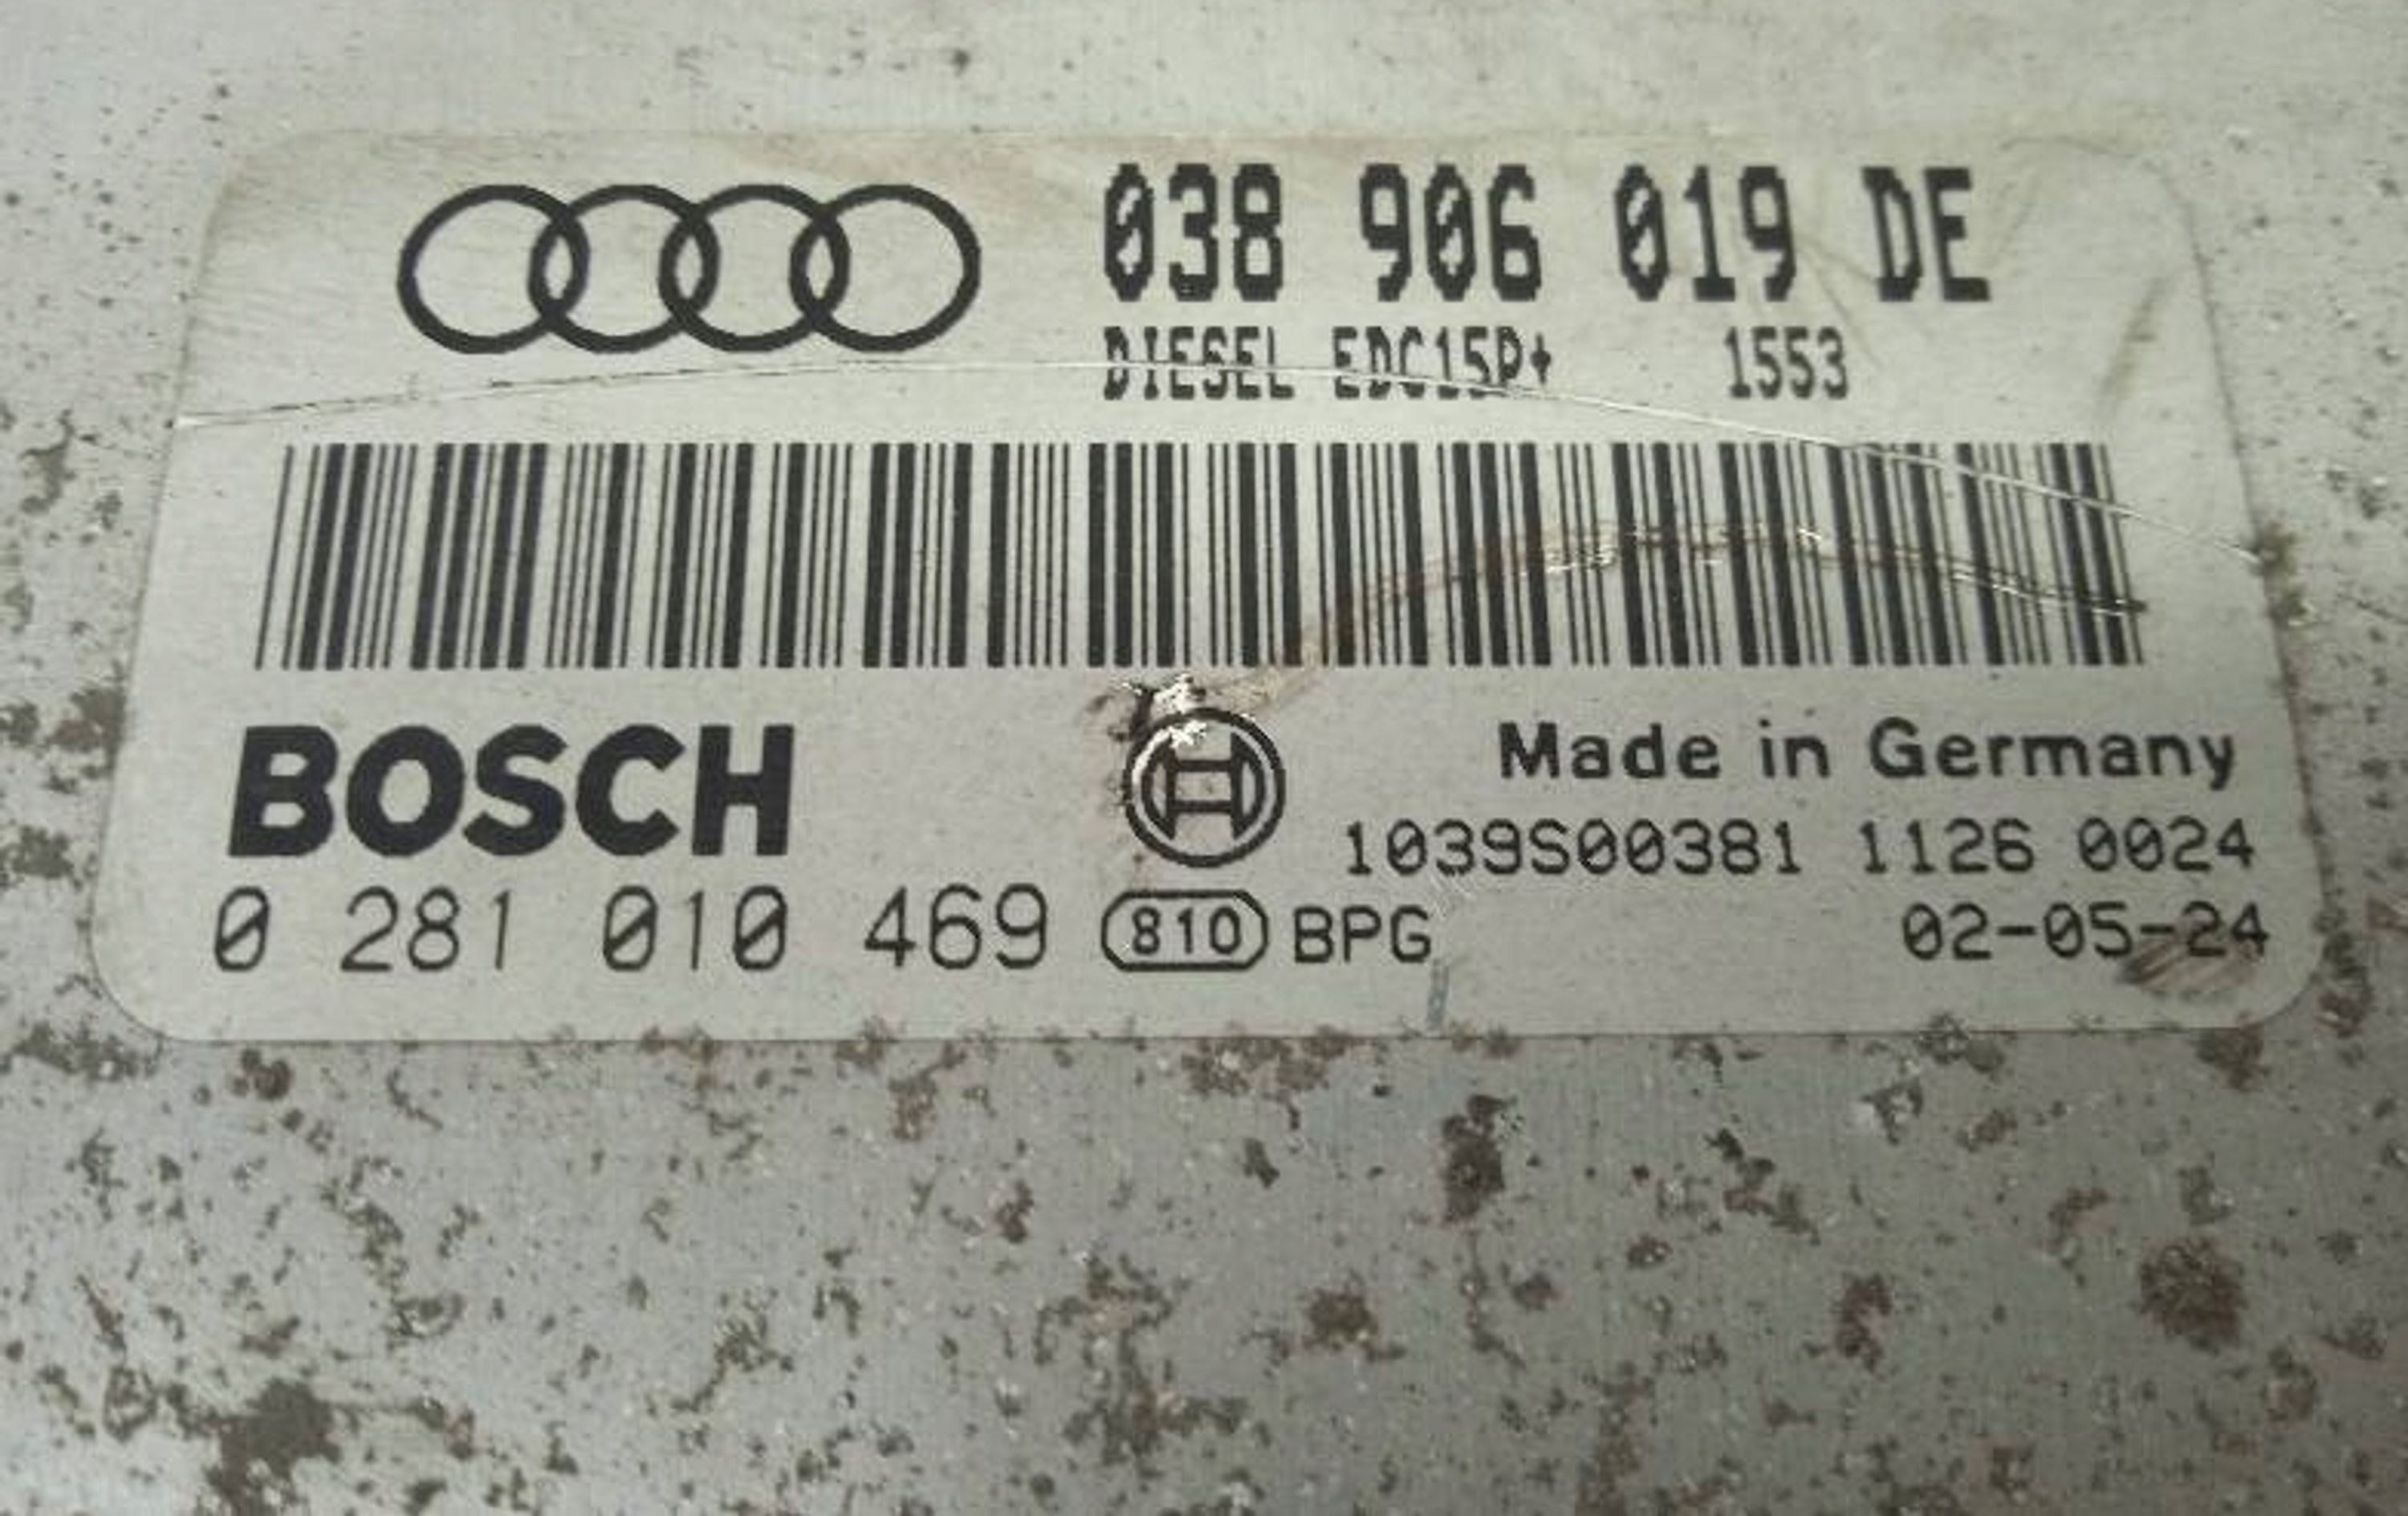 038 906 019 DE
DIESEL EDC15P+ 1553
BOSCH
Made in Germany
1039S00381 1126 0024
0 281 010 469 810 BPG
02-05-24